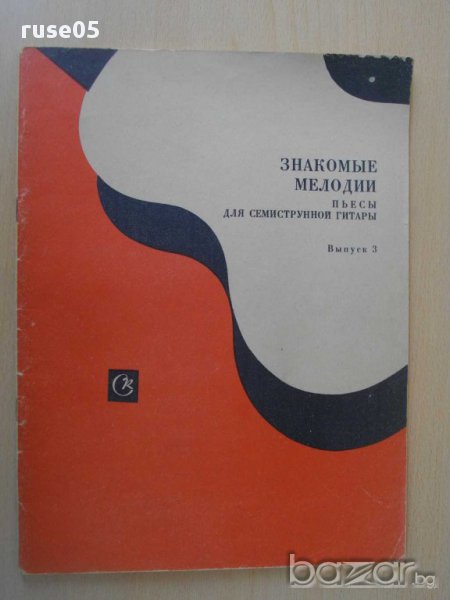 ruse05
ЗНАКОМЫЕ
МЕЛОДИИ
ПЬЕСЫ
ДЛЯ СЕМИСТРУННОЙ ГИТАРЫ
Выпуск 3
СК
bazar.bg